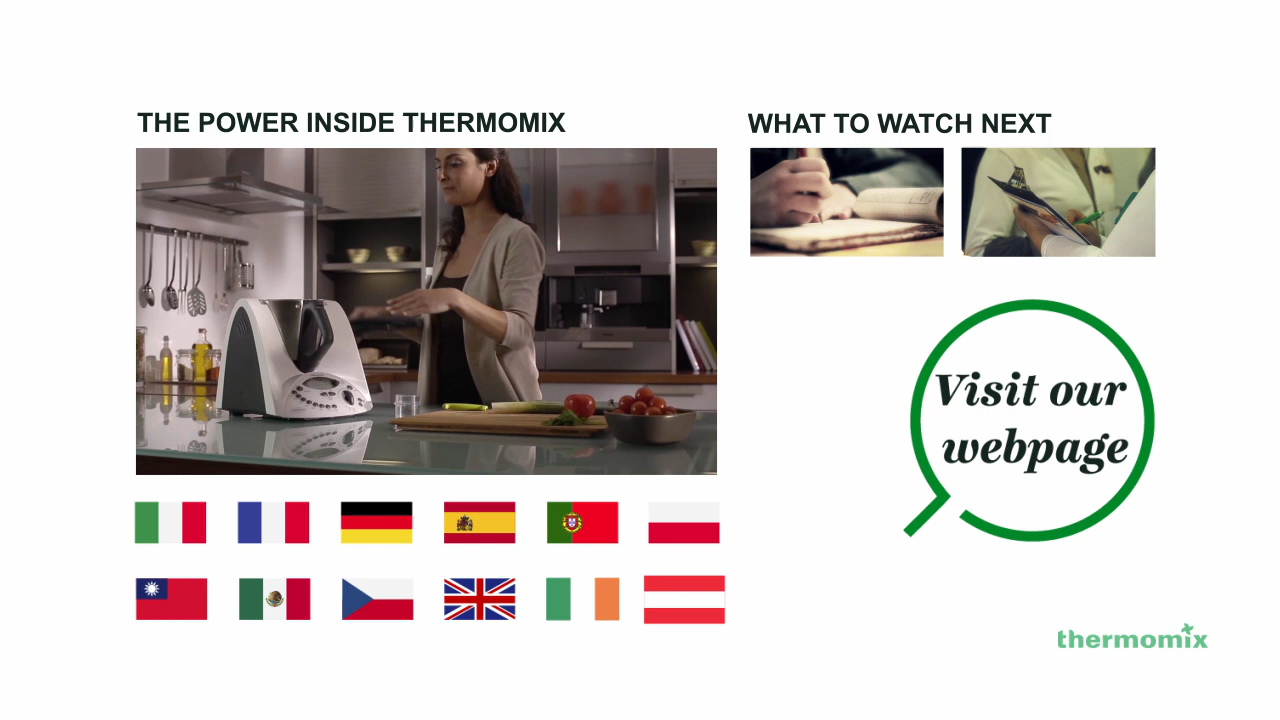 THE POWER INSIDE THERMOMIX
WHAT TO WATCH NEXT
Visit our
webpage
thermomix